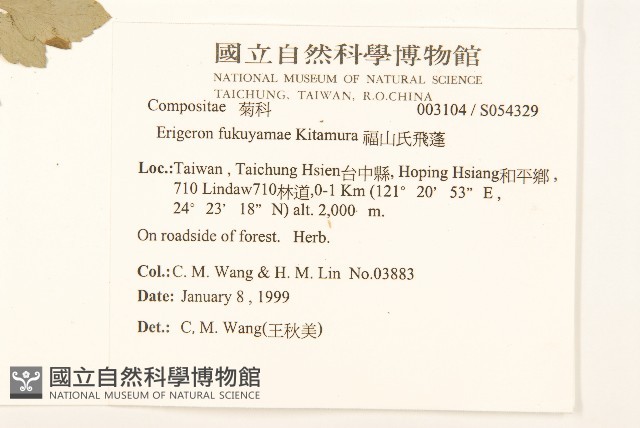 國立自然科學博物館
NATIONAL MUSEUM OF NATURAL SCIENCE
TAICHUNG, TAIWAN, R.O.CHINA
Compositae 菊科 003104 / S054329
Erigeron fukuyamae Kitamura 福山氏飛蓬
Loc.:Taiwan , Taichung Hsien台中縣, Hoping Hsiang和平鄉 ,
710 Lindaw710林道,0-1 Km (121° 20’ 53” E ,
24° 23’ 18” N) alt. 2,000 m.
On roadside of forest. Herb.
Col.: C. M. Wang & H. M. Lin No.03883
Date: January 8 , 1999
Det.: C, M. Wang(王秋美)
國立自然科學博物館
NATIONAL MUSEUM OF NATURAL SCIENCE